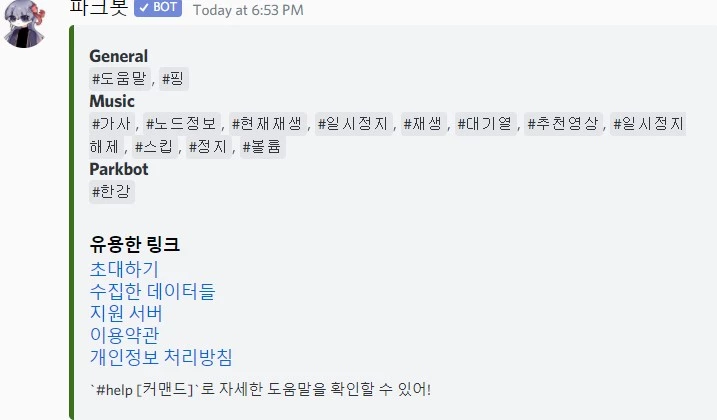 파크봇 ✓ BOT Today at 6:53 PM
General
#도움말, #핑
Music
#가사, #노드정보, #현재재생, #일시정지, #재생, #대기열, #추천영상, #일시정지
해제, #스킵, #정지, #볼륨
Parkbot
#한강
유용한 링크
초대하기
수집한 데이터들
지원 서버
이용약관
개인정보 처리방침
`#help [커맨드]`로 자세한 도움말을 확인할 수 있어!